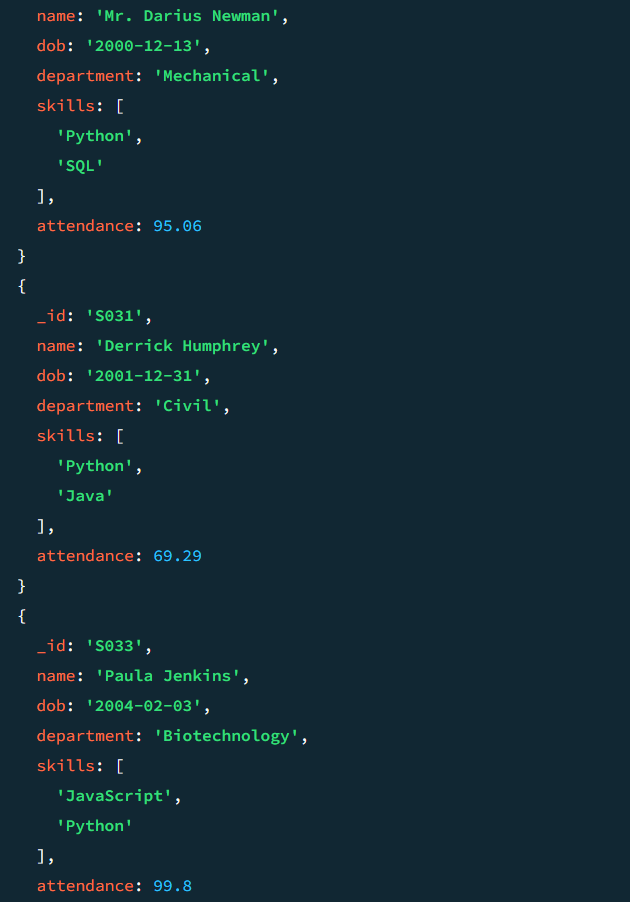 name: 'Mr. Darius Newman',
dob: '2000-12-13',
department: 'Mechanical',
skills: [
'Python',
'SQL'
],
attendance: 95.06
}
{
_id: 'S031',
name: 'Derrick Humphrey',
dob: '2001-12-31',
department: 'Civil',
skills: [
'Python',
'Java'
],
attendance: 69.29
}
{
_id: 'S033',
name: 'Paula Jenkins',
dob: '2004-02-03',
department: 'Biotechnology',
skills: [
'JavaScript',
'Python'
],
attendance: 99.8